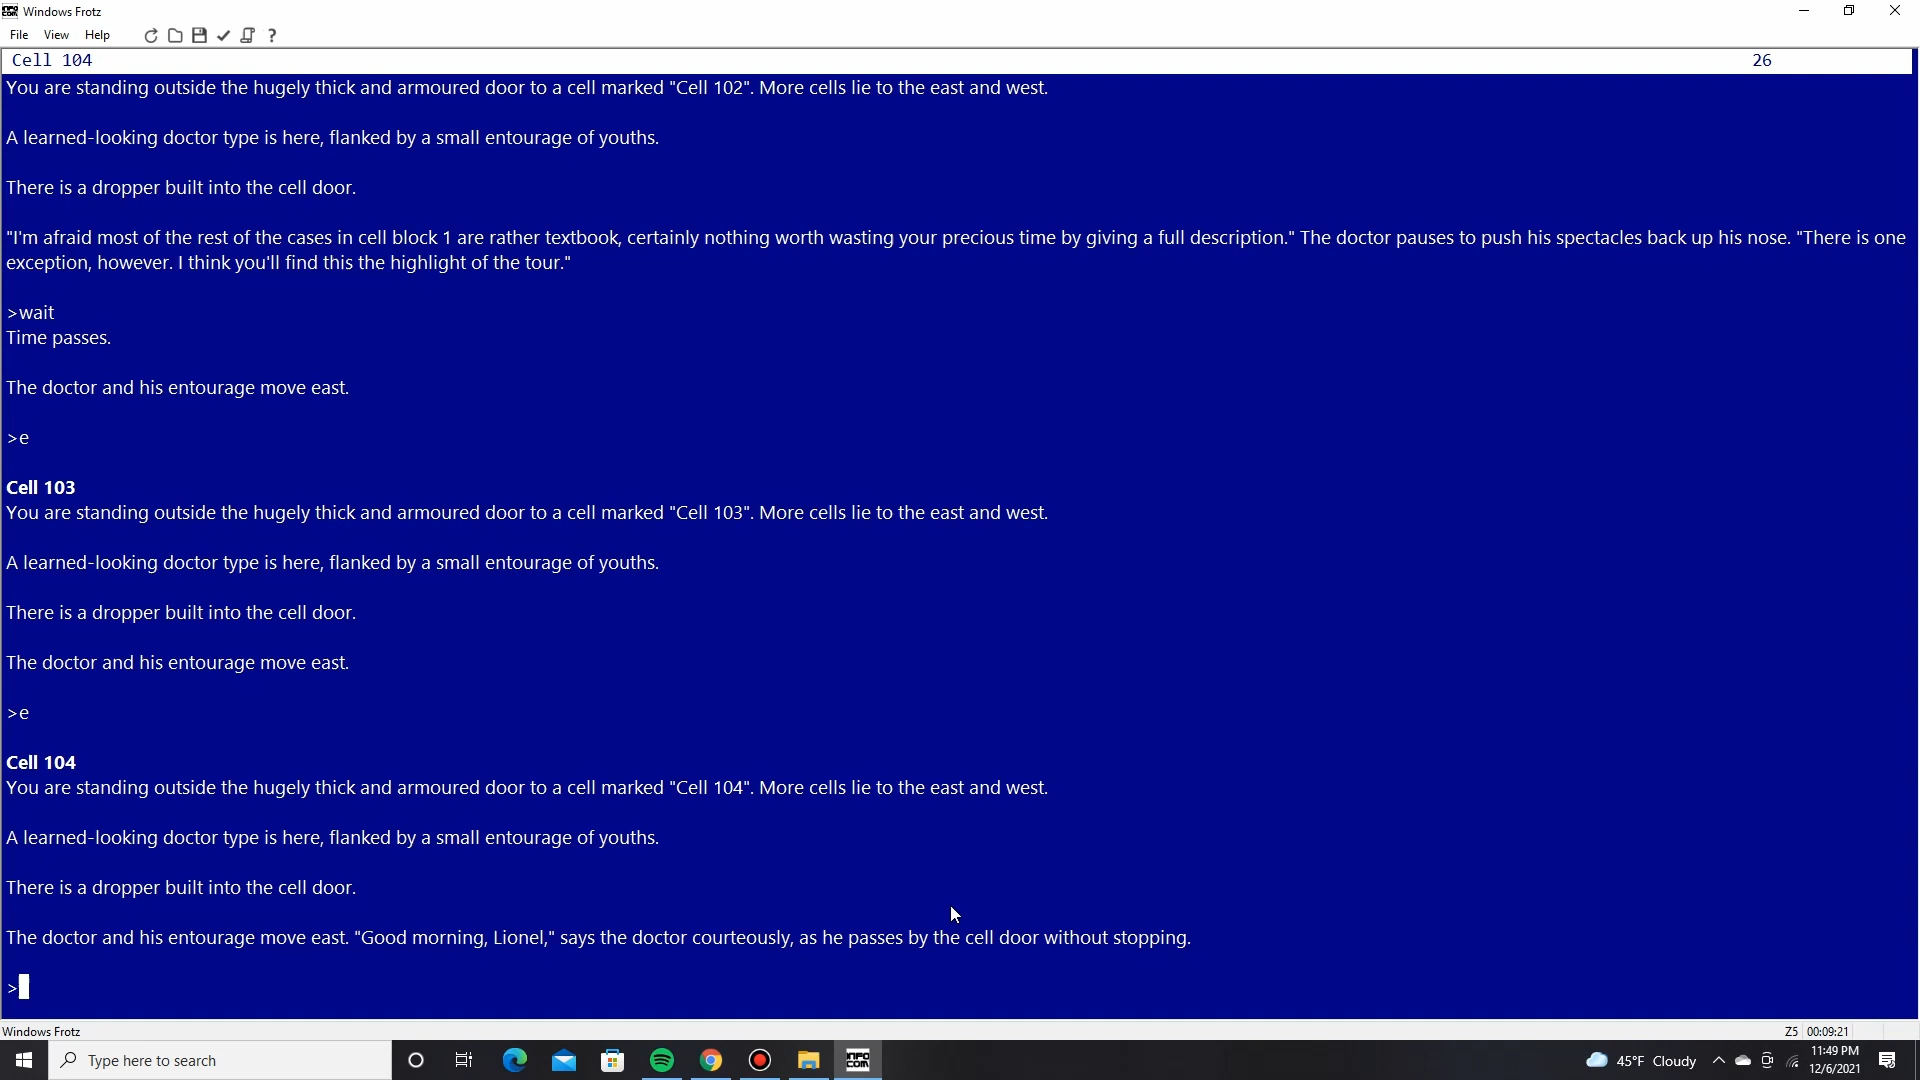 Windows Frotz
File View Help
Cell 104 26
You are standing outside the hugely thick and armoured door to a cell marked "Cell 102". More cells lie to the east and west.
A learned-looking doctor type is here, flanked by a small entourage of youths.
There is a dropper built into the cell door.
"I'm afraid most of the rest of the cases in cell block 1 are rather textbook, certainly nothing worth wasting your precious time by giving a full description." The doctor pauses to push his spectacles back up his nose. "There is one
exception, however. I think you'll find this the highlight of the tour."
>wait
Time passes.
The doctor and his entourage move east.
>e
Cell 103
You are standing outside the hugely thick and armoured door to a cell marked "Cell 103". More cells lie to the east and west.
A learned-looking doctor type is here, flanked by a small entourage of youths.
There is a dropper built into the cell door.
The doctor and his entourage move east.
>e
Cell 104
You are standing outside the hugely thick and armoured door to a cell marked "Cell 104". More cells lie to the east and west.
A learned-looking doctor type is here, flanked by a small entourage of youths.
There is a dropper built into the cell door.
The doctor and his entourage move east. "Good morning, Lionel," says the doctor courteously, as he passes by the cell door without stopping.
>
Windows Frotz Z5 00:09:21
Type here to search INFOCOM 45°F Cloudy 11:49 PM
12/6/2021